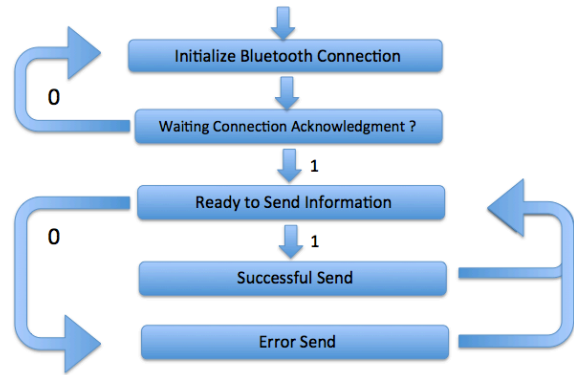 Initialize Bluetooth Connection
0
Waiting Connection Acknowledgment ?
1
Ready to Send Information
0
1
Successful Send
Error Send